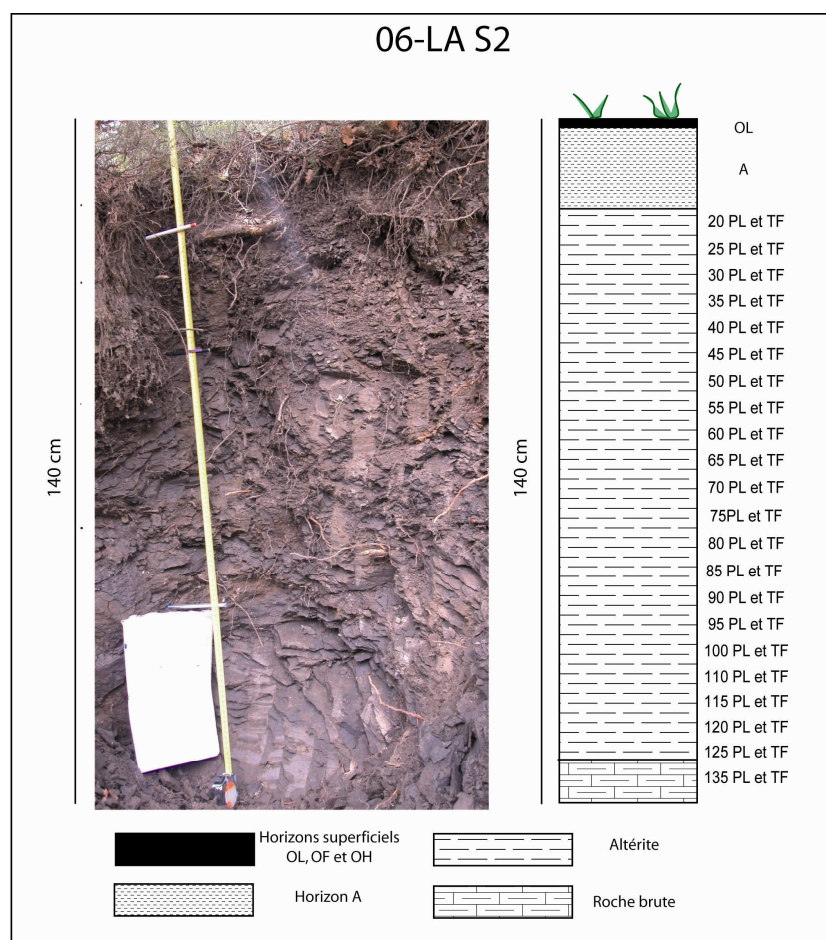 06-LA S2
140 cm
140 cm
OL
A
20 PL et TF
25 PL et TF
30 PL et TF
35 PL et TF
40 PL et TF
45 PL et TF
50 PL et TF
55 PL et TF
60 PL et TF
65 PL et TF
70 PL et TF
75PL et TF
80 PL et TF
85 PL et TF
90 PL et TF
95 PL et TF
100 PL et TF
110 PL et TF
115 PL et TF
120 PL et TF
125 PL et TF
135 PL et TF
Horizons superficiels
OL, OF et OH
Altérite
Horizon A
Roche brute